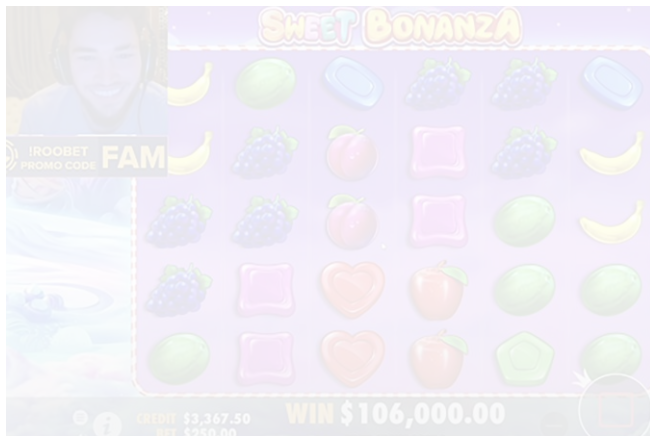 SWEET BONANZA
!ROOBET
PROMO CODE
FAM
CREDIT $3,367.50
BET $250.00
WIN $106,000.00